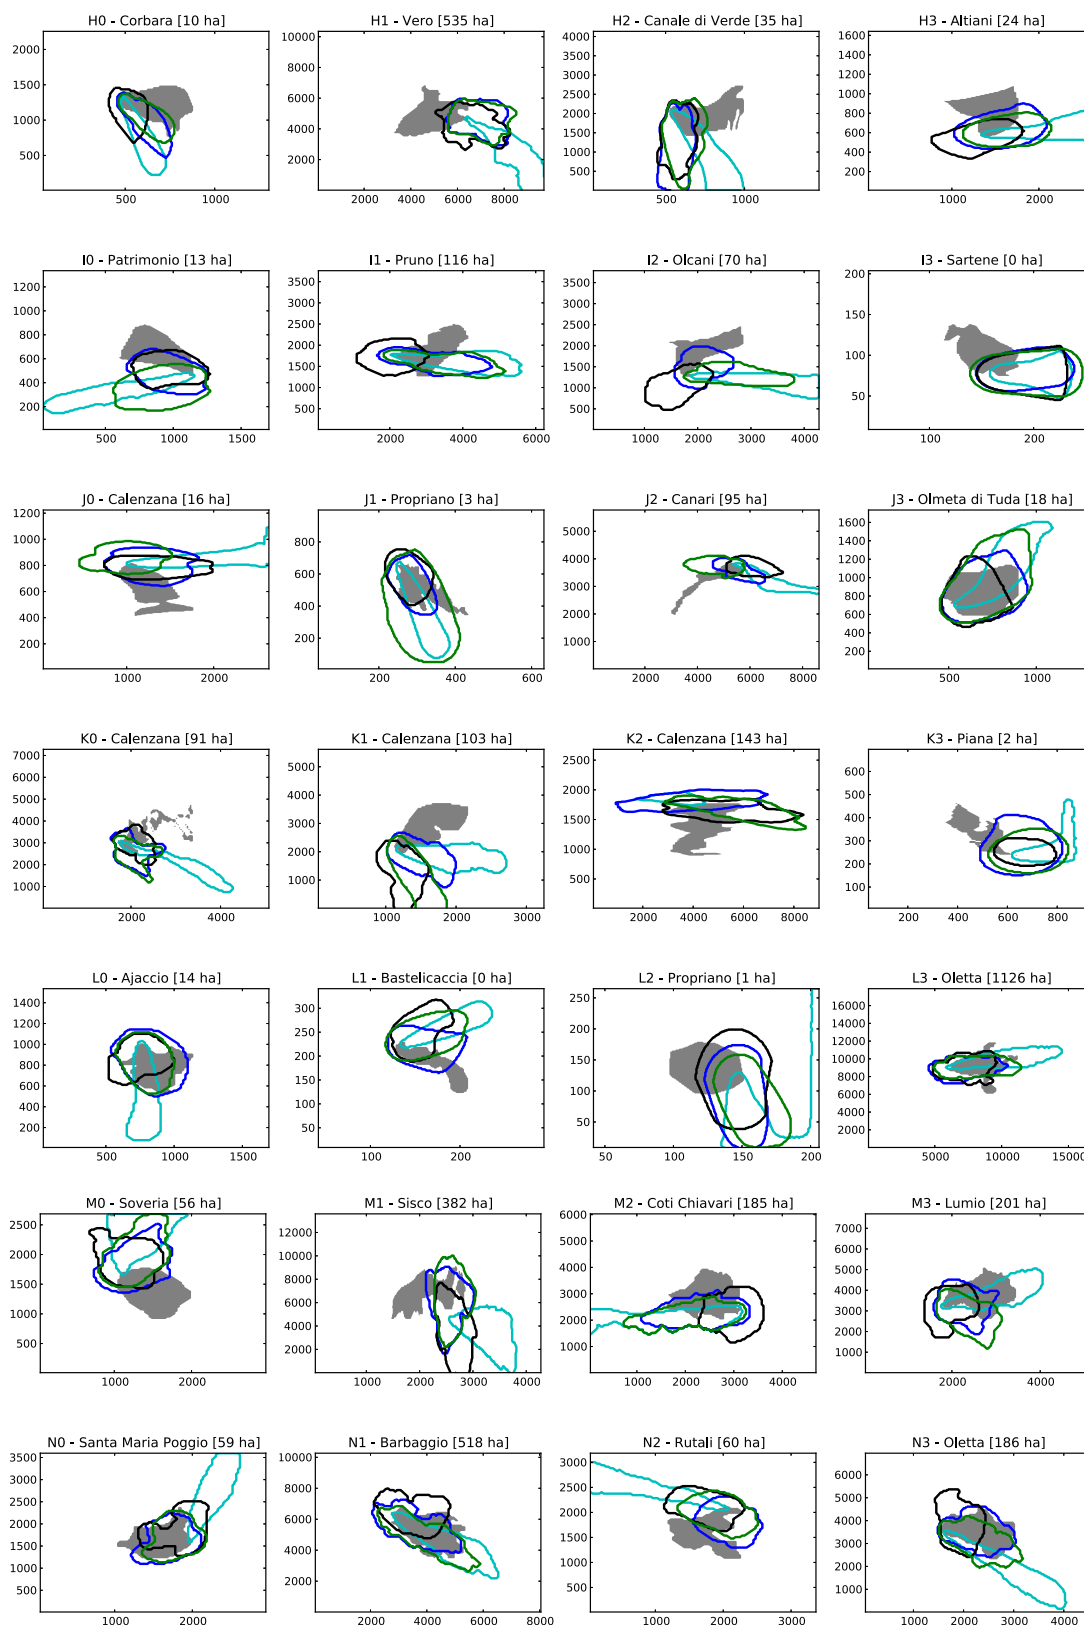 H0 - Corbara [10 ha] H1 - Vero [535 ha] H2 - Canale di Verde [35 ha] H3 - Altiani [24 ha]
2000 1500 1000 500 500 1000
10000 8000 6000 4000 2000 2000 4000 6000 8000
4000 3500 3000 2500 2000 1500 1000 500 500 1000
1600 1400 1200 1000 800 600 400 200 1000 2000
I0 - Patrimonio [13 ha] I1 - Pruno [116 ha] I2 - Olcani [70 ha] I3 - Sartene [0 ha]
1200 1000 800 600 400 200 500 1000 1500
3500 3000 2500 2000 1500 1000 500 2000 4000 6000
3500 3000 2500 2000 1500 1000 500 1000 2000 3000 4000
200 150 100 50 100 200
J0 - Calenzana [16 ha] J1 - Propriano [3 ha] J2 - Canari [95 ha] J3 - Olmeta di Tuda [18 ha]
1200 1000 800 600 400 200 1000 2000
800 600 400 200 200 400 600
5000 4000 3000 2000 1000 2000 4000 6000 8000
1600 1400 1200 1000 800 600 400 200 500 1000
K0 - Calenzana [91 ha] K1 - Calenzana [103 ha] K2 - Calenzana [143 ha] K3 - Piana [2 ha]
7000 6000 5000 4000 3000 2000 1000 2000 4000
5000 4000 3000 2000 1000 1000 2000 3000
2500 2000 1500 1000 500 2000 4000 6000 8000
600 500 400 300 200 100 200 400 600 800
L0 - Ajaccio [14 ha] L1 - Bastelicaccia [0 ha] L2 - Propriano [1 ha] L3 - Oletta [1126 ha]
1400 1200 1000 800 600 400 200 500 1000 1500
300 250 200 150 100 50 100 200
250 200 150 100 50 50 100 150 200
16000 14000 12000 10000 8000 6000 4000 2000 5000 10000 15000
M0 - Soveria [56 ha] M1 - Sisco [382 ha] M2 - Coti Chiavari [185 ha] M3 - Lumio [201 ha]
2500 2000 1500 1000 500 1000 2000
12000 10000 8000 6000 4000 2000 1000 2000 3000 4000
6000 5000 4000 3000 2000 1000 1000 2000 3000 4000
7000 6000 5000 4000 3000 2000 1000 2000 4000
N0 - Santa Maria Poggio [59 ha] N1 - Barbaggio [518 ha] N2 - Rutali [60 ha] N3 - Oletta [186 ha]
3500 3000 2500 2000 1500 1000 500 1000 2000
10000 8000 6000 4000 2000 2000 4000 6000 8000
3000 2500 2000 1500 1000 500 1000 2000 3000
6000 5000 4000 3000 2000 1000 1000 2000 3000 4000